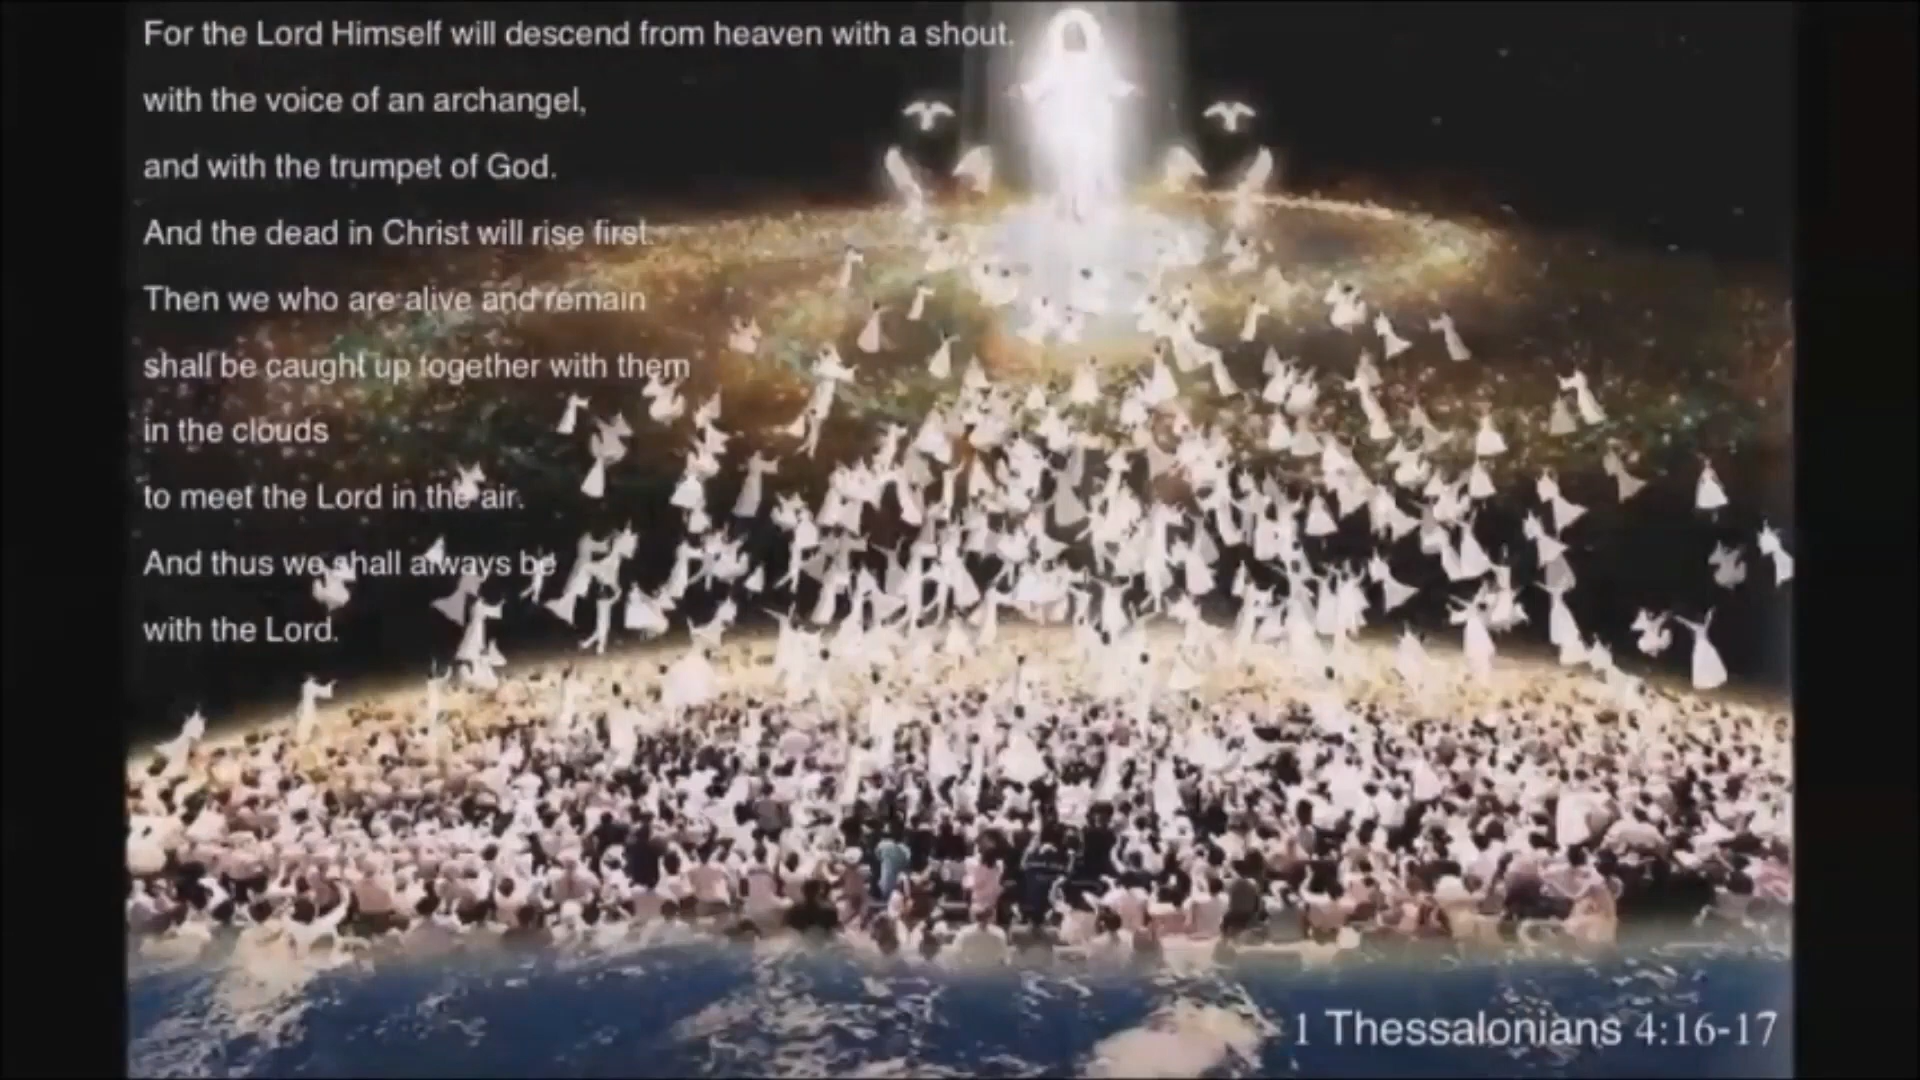 For the Lord Himself will descend from heaven with a shout.
with the voice of an archangel,
and with the trumpet of God.
And the dead in Christ will rise first.
Then we who are alive and remain
shall be caught up together with them
in the clouds
to meet the Lord in the air.
And thus we shall always be
with the Lord.
1 Thessalonians 4:16-17